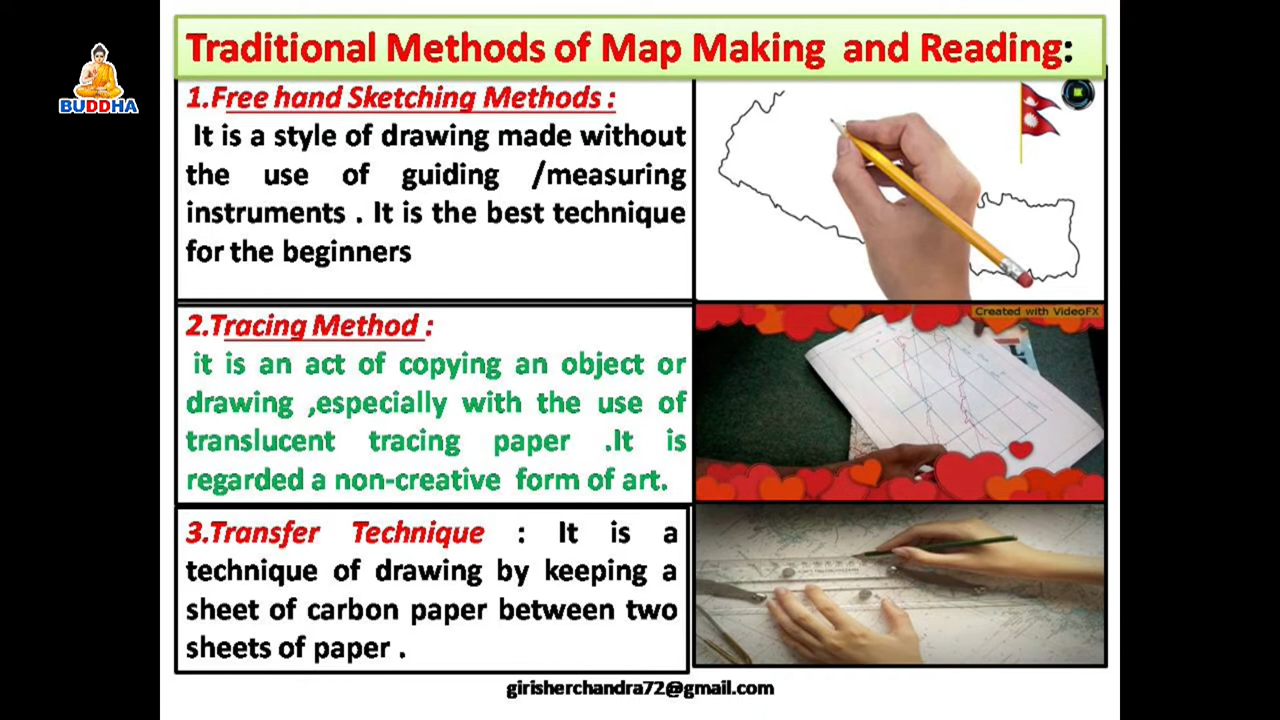 BUDDHA
Traditional Methods of Map Making and Reading:
1.Free hand Sketching Methods :
It is a style of drawing made without
the use of guiding /measuring
instruments . It is the best technique
for the beginners
2.Tracing Method :
it is an act of copying an object or
drawing ,especially with the use of
translucent tracing paper .It is
regarded a non-creative form of art.
Created with VideoFX
3.Transfer Technique : It is a
technique of drawing by keeping a
sheet of carbon paper between two
sheets of paper .
girisherchandra72@gmail.com